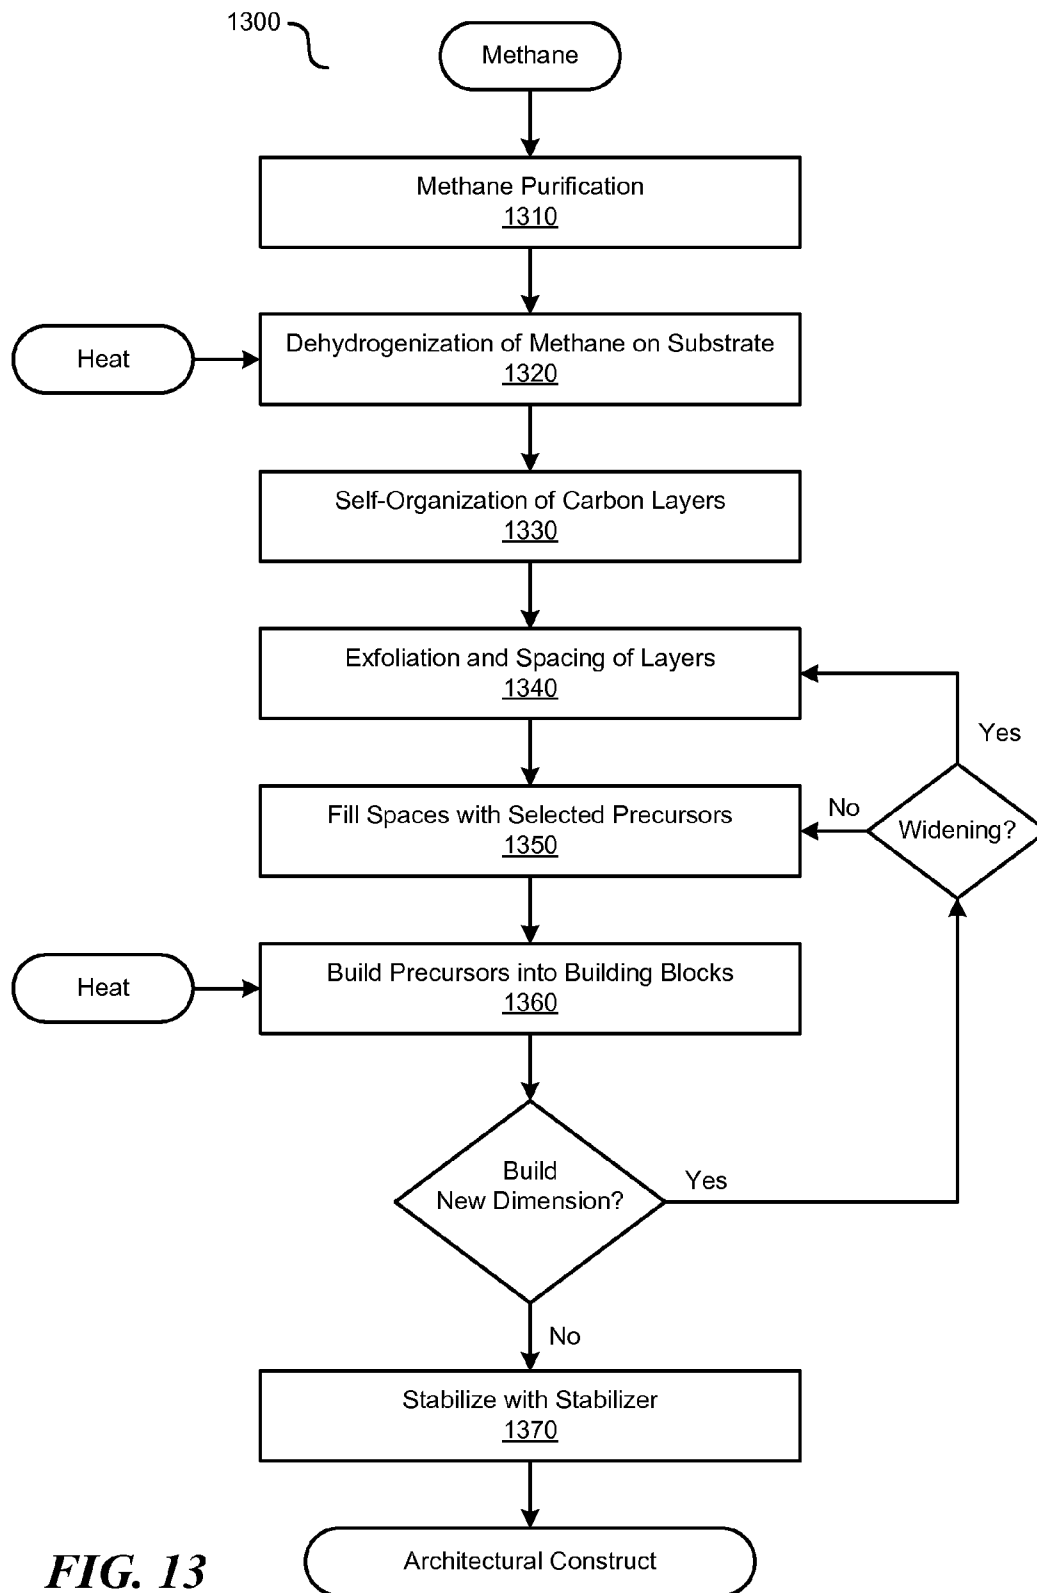 1300
Methane
Methane Purification
1310
Heat
Dehydrogenization of Methane on Substrate
1320
Self-Organization of Carbon Layers
1330
Exfoliation and Spacing of Layers
1340
Yes
Fill Spaces with Selected Precursors
1350
No
Widening?
Heat
Build Precursors into Building Blocks
1360
Build
New Dimension?
Yes
No
Stabilize with Stabilizer
1370
Architectural Construct
FIG. 13